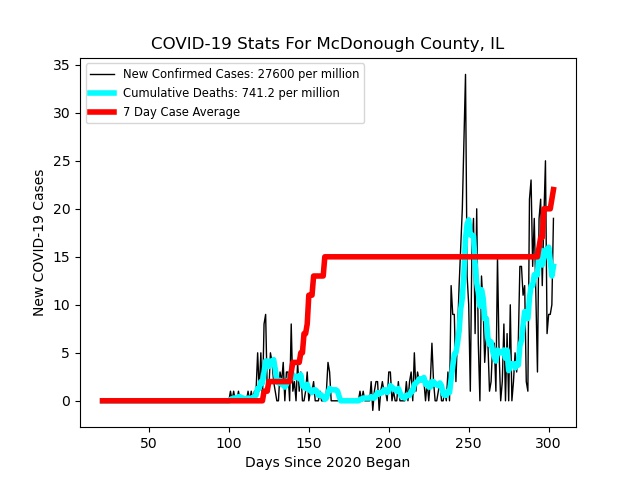 COVID-19 Stats For McDonough County, IL
New Confirmed Cases: 27600 per million
Cumulative Deaths: 741.2 per million
7 Day Case Average
New COVID-19 Cases
35
30
25
20
15
10
5
0
50
100
150
200
250
300
Days Since 2020 Began